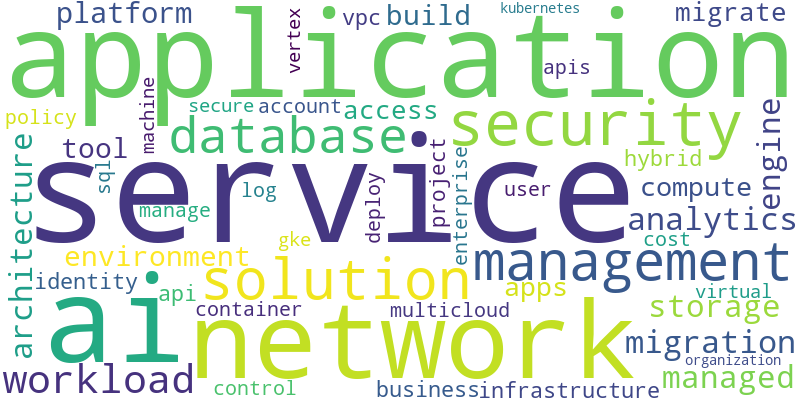 platform
vertex
vpc
build
kubernetes
migrate
application
apis
policy
machine
secure
account
access
security
engine
architecture
tool
database
hybrid
sql
service
log
manage
deploy
project
enterprise
user
compute
analytics
environment
gke
cost
identity
api
solution
management
apps
virtual
ai
container
network
multicloud
storage
migration
organization
workload
control
business
infrastructure
managed